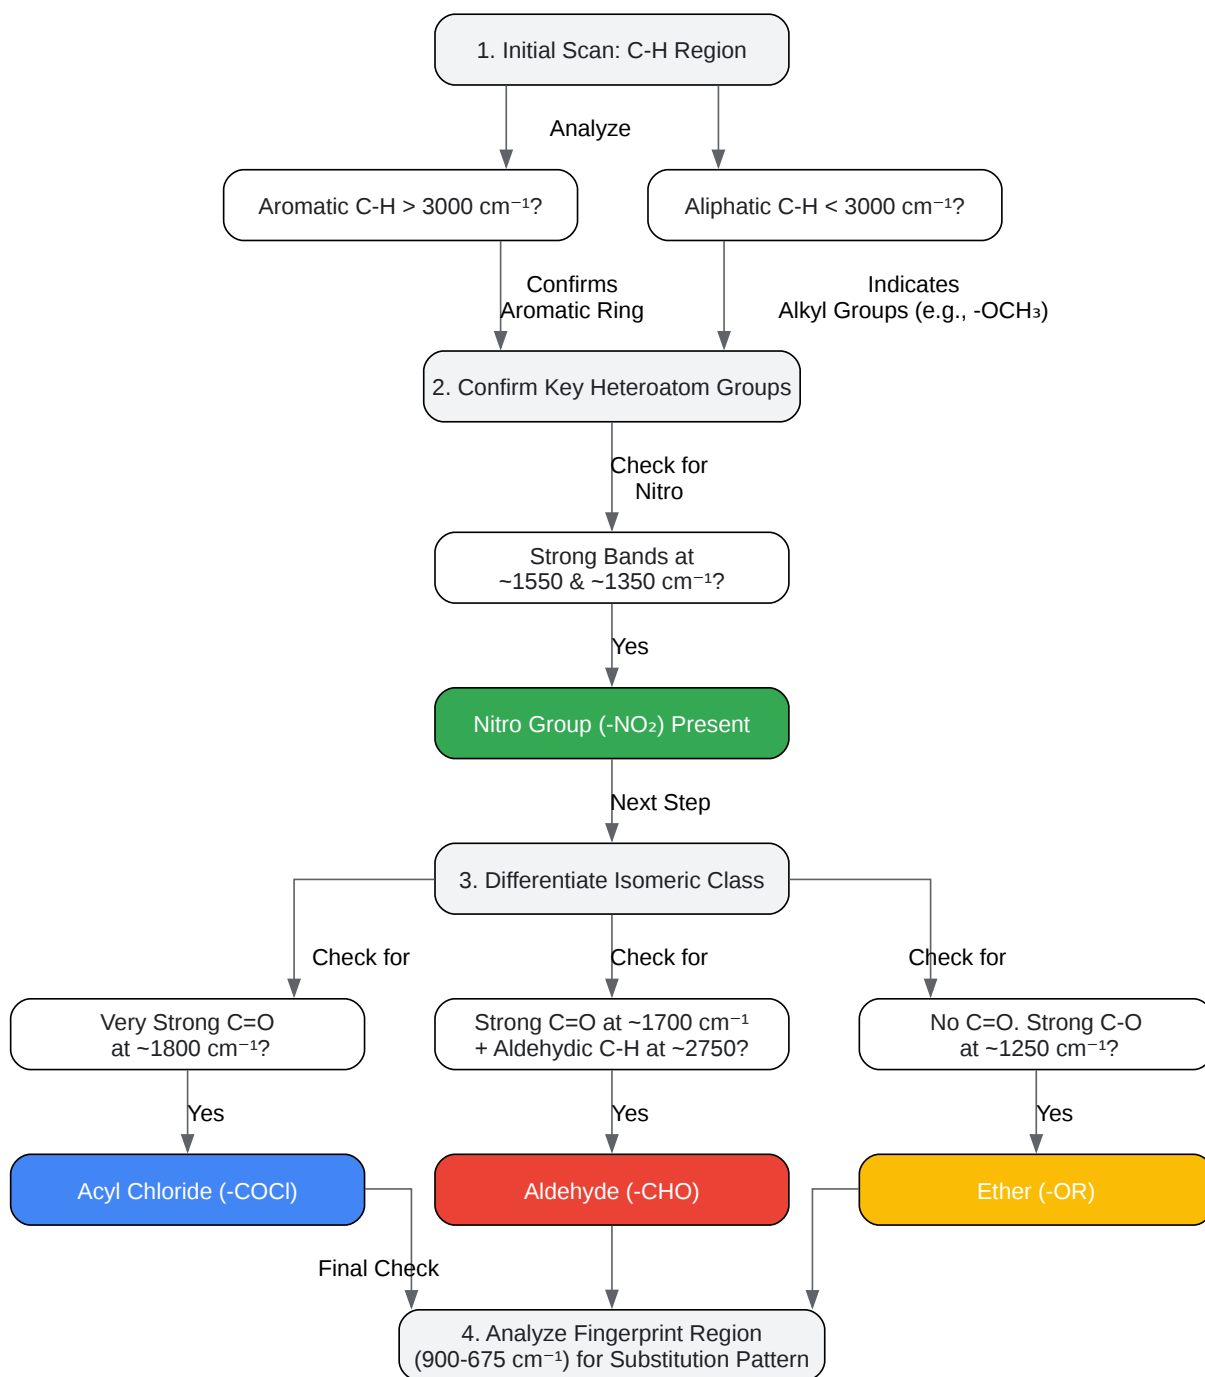 1. Initial Scan: C-H Region
Analyze
Aromatic C-H > 3000 cm⁻¹?
Aliphatic C-H < 3000 cm⁻¹?
Confirms
Aromatic Ring
Indicates
Alkyl Groups (e.g., -OCH₃)
2. Confirm Key Heteroatom Groups
Check for
Nitro
Strong Bands at
~1550 & ~1350 cm⁻¹?
Yes
Nitro Group (-NO₂) Present
Next Step
3. Differentiate Isomeric Class
Check for
Check for
Check for
Very Strong C=O
at ~1800 cm⁻¹?
Strong C=O at ~1700 cm⁻¹
+ Aldehydic C-H at ~2750?
No C=O. Strong C-O
at ~1250 cm⁻¹?
Yes
Yes
Yes
Acyl Chloride (-COCl)
Aldehyde (-CHO)
Ether (-OR)
Final Check
4. Analyze Fingerprint Region
(900-675 cm⁻¹) for Substitution Pattern